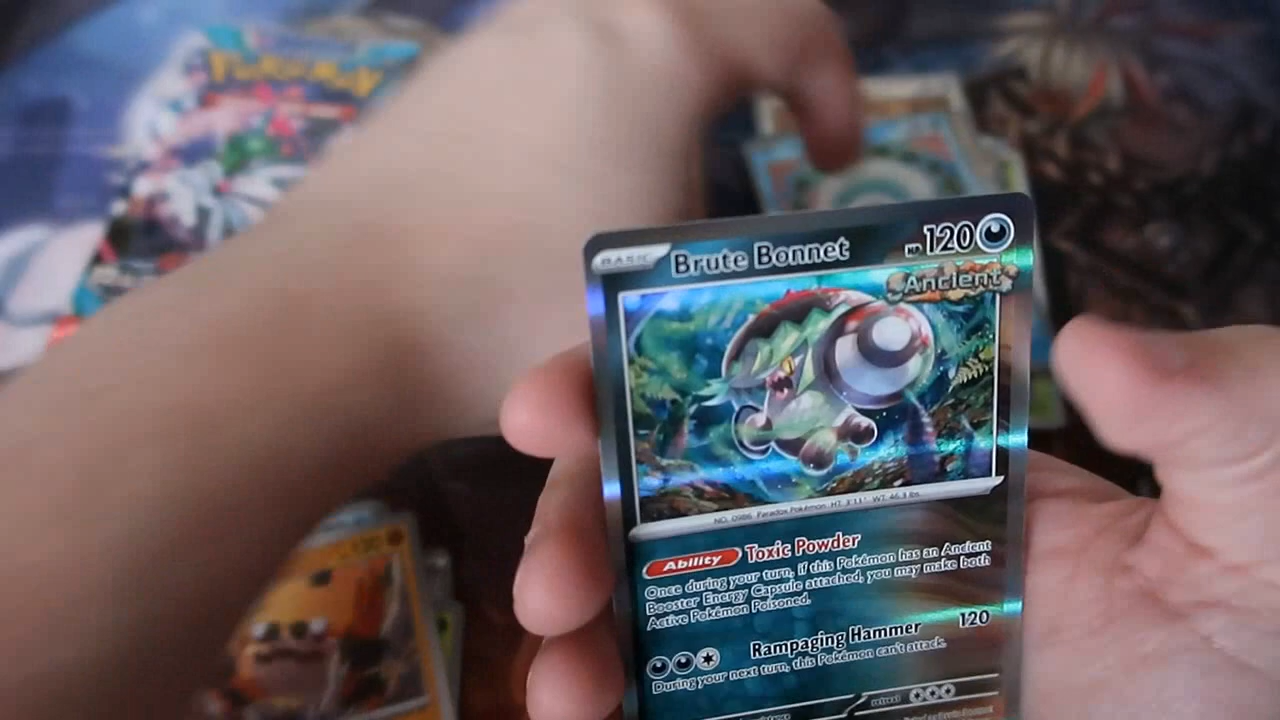 POKÉMON
BASIC Brute Bonnet HP 120
Ancient
NO. 0986 Paradox Pokémon HT: 3'11" WT: 46.3 lbs.
Ability Toxic Powder
Once during your turn, if this Pokémon has an Ancient
Booster Energy Capsule attached, you may make both
Active Pokémon Poisoned.
Rampaging Hammer 120
During your next turn, this Pokémon can't attack.
retreat